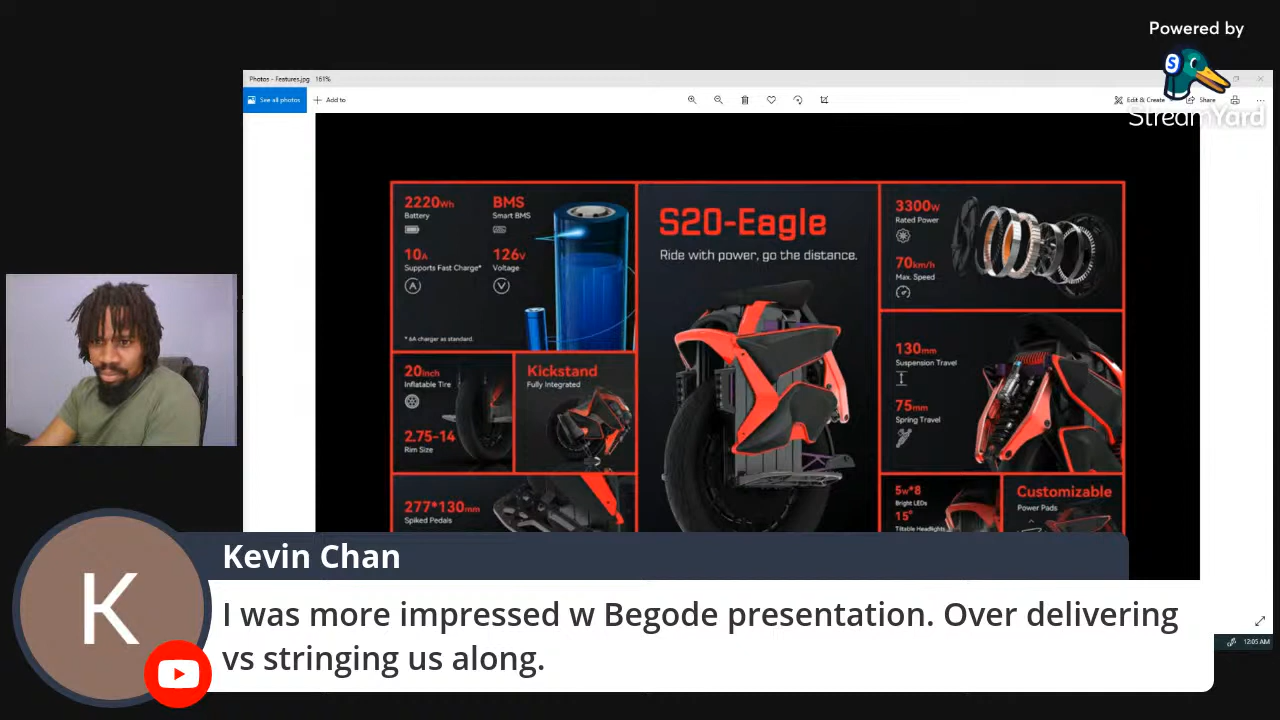 Powered by
StreamYard
Photos - Features.jpg 161%
See all photos
Add to
Edit & Create
Share
2220Wh
Battery
BMS
Smart BMS
10A
Supports Fast Charge*
126V
Voltage
* 6A charger as standard.
20inch
Inflatable Tire
2.75-14
Rim Size
Kickstand
Fully Integrated
277*130mm
Spiked Pedals
S20-Eagle
Ride with power, go the distance.
3300W
Rated Power
70km/h
Max. Speed
130mm
Suspension Travel
75mm
Spring Travel
5W*8
Bright LEDs
15°
Tiltable Headlights
Customizable
Power Pads
12:05 AM
K
Kevin Chan
I was more impressed w Begode presentation. Over delivering
vs stringing us along.